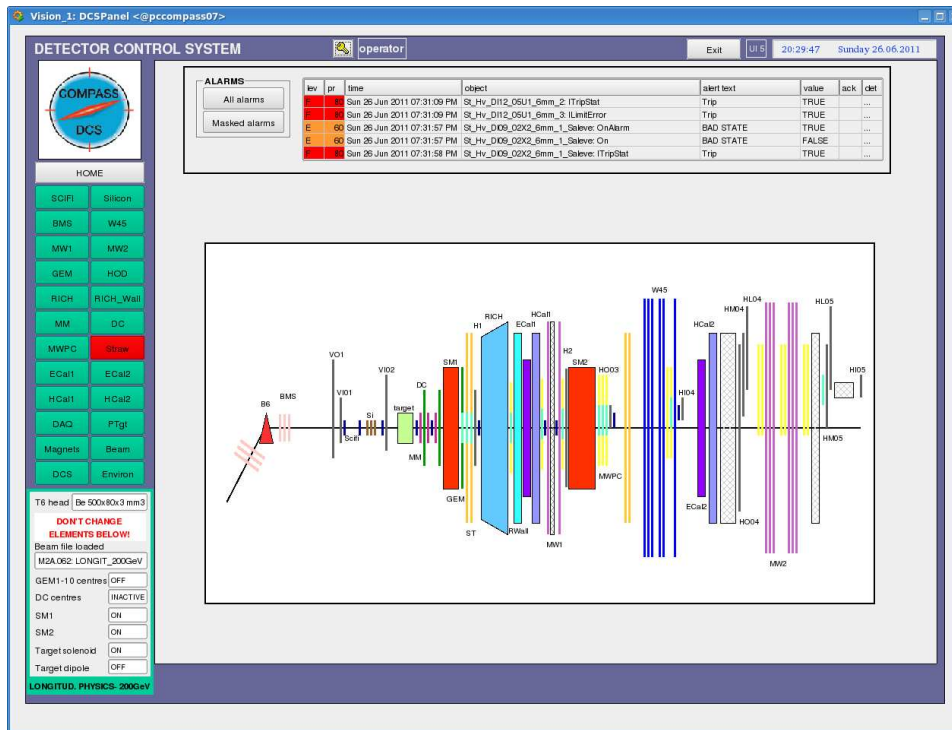 Vision_1: DCSPanel <@pccompass07>
DETECTOR CONTROL SYSTEM
operator
Exit
UI 5
20:29:47 Sunday 26.06.2011
COMPASS
DCS
HOME
SCIFI Silicon
BMS W45
MW1 MW2
GEM HOD
RICH RICH_Wall
MM DC
MWPC Straw
ECal1 ECal2
HCal1 HCal2
DAQ PTgt
Magnets Beam
DCS Environ
T6 head Be 500x80x3 mm3
DON'T CHANGE
ELEMENTS BELOW!
Beam file loaded
M2A.062: LONGIT_200GeV
GEM1-10 centres OFF
DC centres INACTIVE
SM1 ON
SM2 ON
Target solenoid ON
Target dipole OFF
LONGITUD. PHYSICS- 200GeV
ALARMS
All alarms
Masked alarms
lev pr time object alert text value ack det
F 80 Sun 26 Jun 2011 07:31:09 PM St_Hv_DI12_05U1_6mm_2: ITripStat Trip TRUE ...
F 80 Sun 26 Jun 2011 07:31:09 PM St_Hv_DI12_05U1_6mm_3: ILimitError Trip TRUE ...
E 60 Sun 26 Jun 2011 07:31:57 PM St_Hv_DI09_02X2_6mm_1_Saleve: OnAlarm BAD STATE TRUE ...
E 60 Sun 26 Jun 2011 07:31:57 PM St_Hv_DI09_02X2_6mm_1_Saleve: On BAD STATE FALSE ...
F 80 Sun 26 Jun 2011 07:31:58 PM St_Hv_DI09_02X2_6mm_1_Saleve: ITripStat Trip TRUE ...
W45
HL04
HL05
HM04
RICH
HCal1
H1
ECal1
HCal2
VO1
H2
SM1
SM2
VI02
HO03
HI05
DC
VI01
BMS
HI04
B6
Si
target
Scifi
HM05
MM
MWPC
GEM
ECal2
HO04
ST
RWall
MW1
MW2